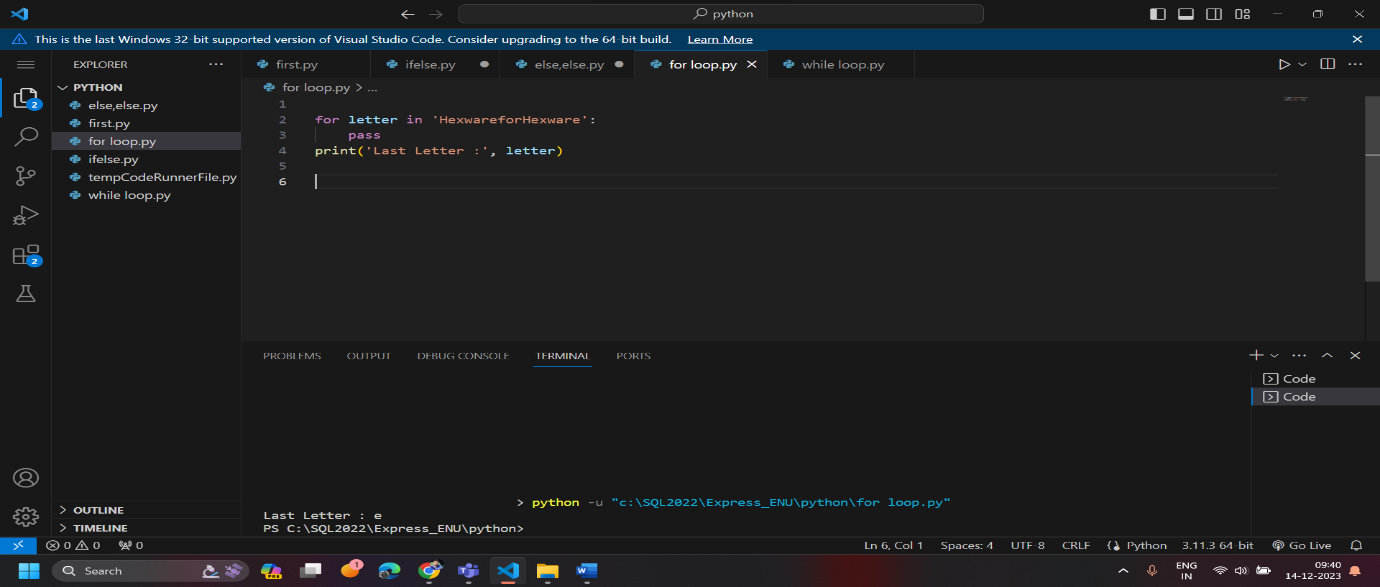 python
This is the last Windows 32-bit supported version of Visual Studio Code. Consider upgrading to the 64-bit build. Learn More
EXPLORER
first.py
ifelse.py
else,else.py
for loop.py
while loop.py
PYTHON
else,else.py
first.py
for loop.py
ifelse.py
tempCodeRunnerFile.py
while loop.py
2
2
OUTLINE
TIMELINE
for loop.py > ...
1
2 for letter in 'HexwareforHexware':
3 pass
4 print('Last Letter :', letter)
5
6
PROBLEMS OUTPUT DEBUG CONSOLE TERMINAL PORTS
Code
Code
> python -u "c:\SQL2022\Express_ENU\python\for loop.py"
Last Letter : e
PS C:\SQL2022\Express_ENU\python>
0 0 0 Ln 6, Col 1 Spaces: 4 UTF-8 CRLF Python 3.11.3 64-bit Go Live
Search
1
ENG
IN
09:40
14-12-2023